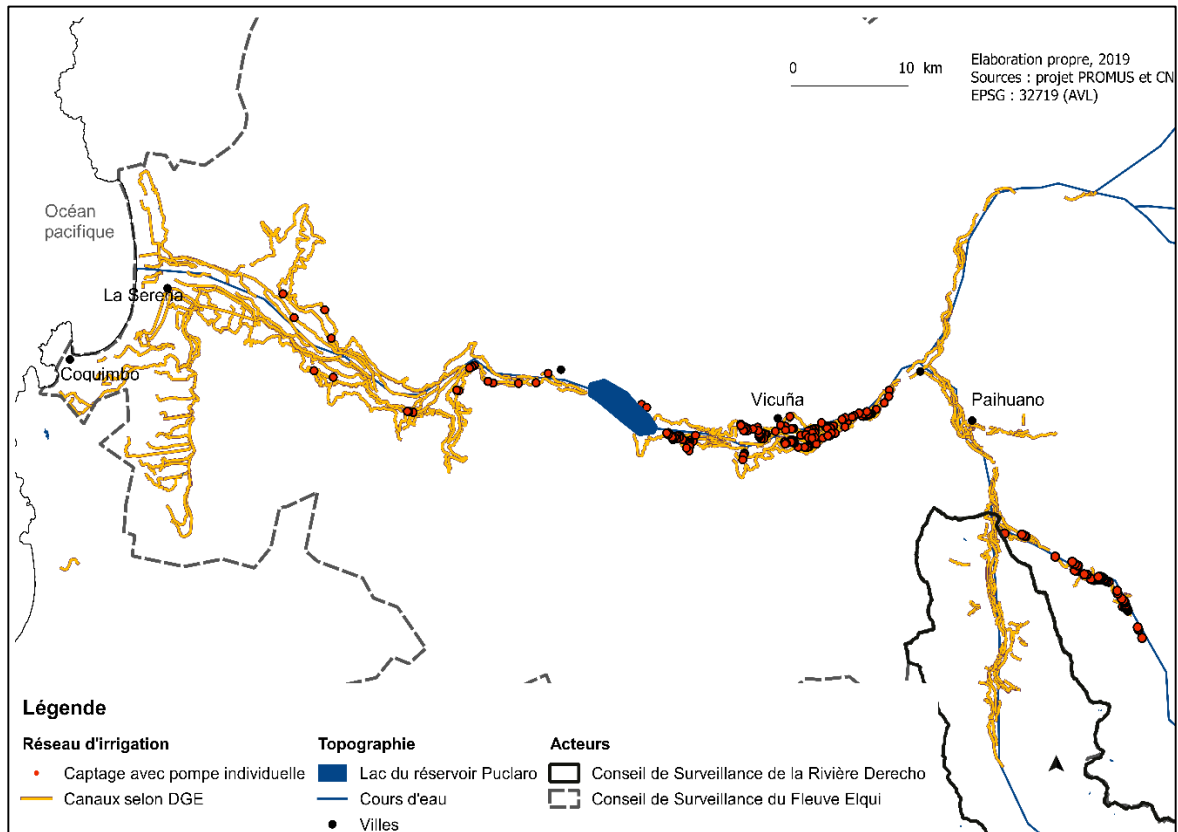 0 10 km
Elaboration propre, 2019
Sources : projet PROMUS et CN
EPSG : 32719 (AVL)
Océan
pacifique
La Serena
Coquimbo
Vicuña
Paihuano
Légende
Réseau d'irrigation
Captage avec pompe individuelle
Canaux selon DGE
Topographie
Lac du réservoir Puclaro
Cours d'eau
Villes
Acteurs
Conseil de Surveillance de la Rivière Derecho
Conseil de Surveillance du Fleuve Elqui